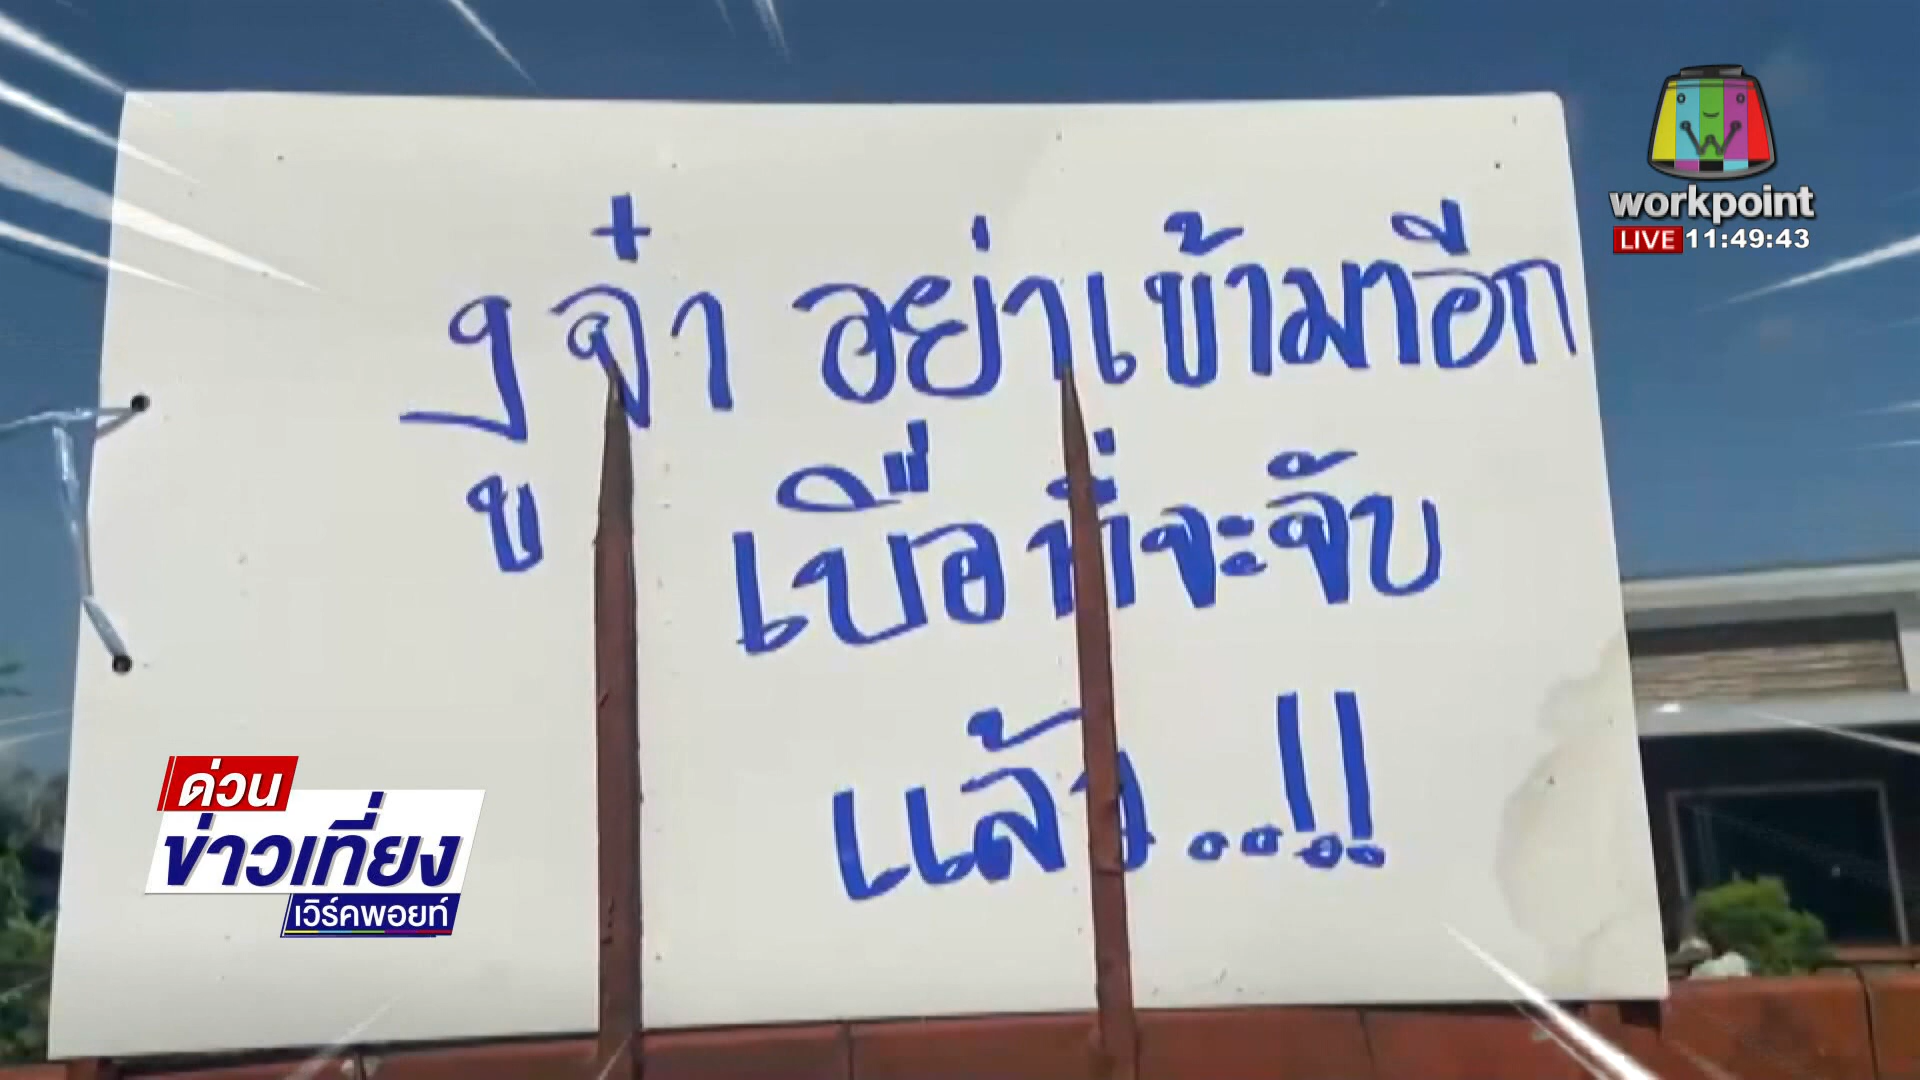 workpoint
LIVE 11:49:43
งูจ๋า อย่าเข้ามาอีก
เบื่อที่จะจับ
แล้ว..!!
ด่วน
ข่าวเที่ยง
เวิร์คพอยท์